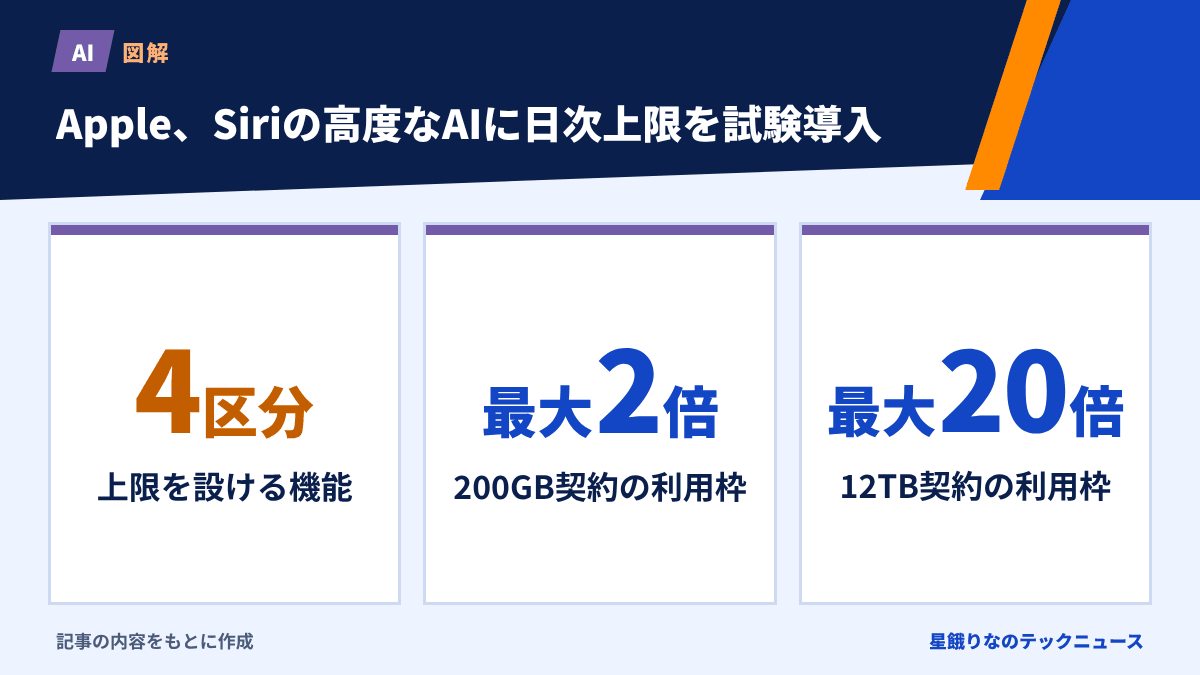 AI 図解
Apple、Siriの高度なAIに日次上限を試験導入
4区分
上限を設ける機能
最大2倍
200GB契約の利用枠
最大20倍
12TB契約の利用枠
記事の内容をもとに作成
星餓りなのテックニュース